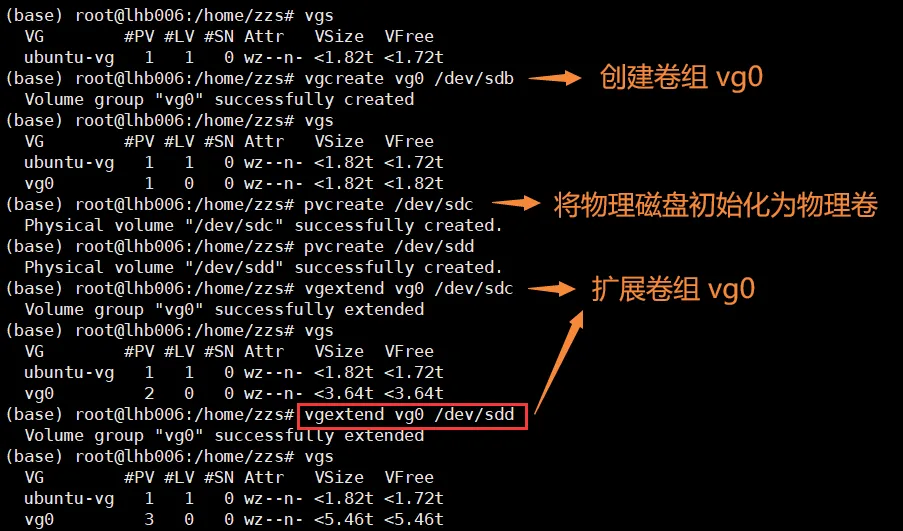 (base) root@lhb006:/home/zzs# vgs
VG #PV #LV #SN Attr VSize VFree
ubuntu-vg 1 1 0 wz--n- <1.82t <1.72t
(base) root@lhb006:/home/zzs# vgcreate vg0 /dev/sdb 创建卷组 vg0
Volume group "vg0" successfully created
(base) root@lhb006:/home/zzs# vgs
VG #PV #LV #SN Attr VSize VFree
ubuntu-vg 1 1 0 wz--n- <1.82t <1.72t
vg0 1 0 0 wz--n- <1.82t <1.82t
(base) root@lhb006:/home/zzs# pvcreate /dev/sdc 将物理磁盘初始化为物理卷
Physical volume "/dev/sdc" successfully created.
(base) root@lhb006:/home/zzs# pvcreate /dev/sdd
Physical volume "/dev/sdd" successfully created.
(base) root@lhb006:/home/zzs# vgextend vg0 /dev/sdc 扩展卷组 vg0
Volume group "vg0" successfully extended
(base) root@lhb006:/home/zzs# vgs
VG #PV #LV #SN Attr VSize VFree
ubuntu-vg 1 1 0 wz--n- <1.82t <1.72t
vg0 2 0 0 wz--n- <3.64t <3.64t
(base) root@lhb006:/home/zzs# vgextend vg0 /dev/sdd
Volume group "vg0" successfully extended
(base) root@lhb006:/home/zzs# vgs
VG #PV #LV #SN Attr VSize VFree
ubuntu-vg 1 1 0 wz--n- <1.82t <1.72t
vg0 3 0 0 wz--n- <5.46t <5.46t